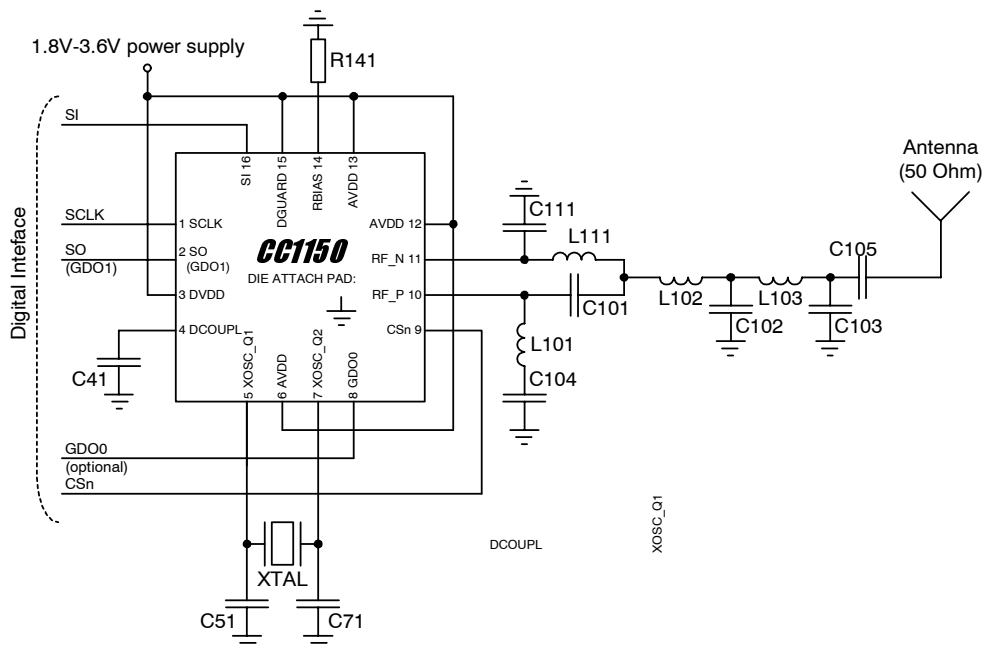 1.8V-3.6V power supply
R141
SI
SI 16
DGUARD 15
RBIAS 14
AVDD 13
Antenna
(50 Ohm)
Digital Inteface
SCLK
1 SCLK
AVDD 12
C111
L111
C105
SO
(GDO1)
2 SO
(GDO1)
CC1150
DIE ATTACH PAD:
RF_N 11
3 DVDD
RF_P 10
C101
L102
L103
C102
C103
4 DCOUPL
CSn 9
L101
C41
5 XOSC_Q1
6 AVDD
7 XOSC_Q2
8 GDO0
C104
GDO0
(optional)
CSn
DCOUPL
XOSC_Q1
XTAL
C51
C71